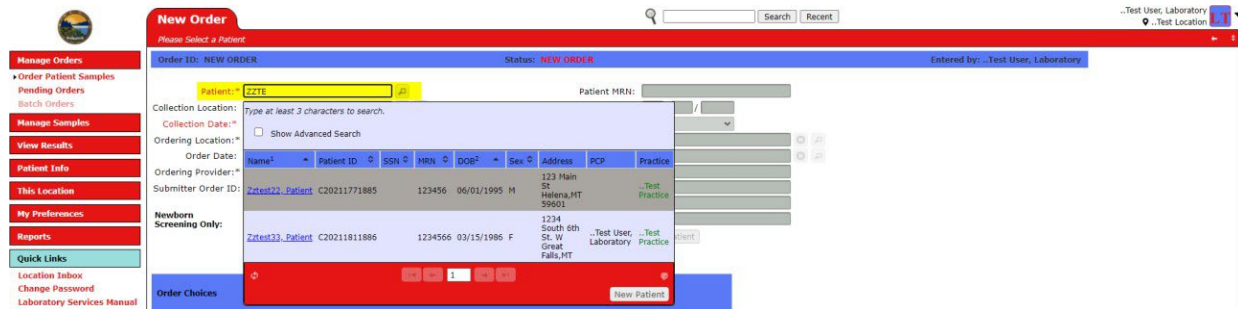 New Order
Search
Recent
..Test User, Laboratory
..Test Location
LT
Please Select a Patient
Manage Orders
Order Patient Samples
Pending Orders
Batch Orders
Manage Samples
View Results
Patient Info
This Location
My Preferences
Reports
Quick Links
Location Inbox
Change Password
Laboratory Services Manual
Order ID: NEW ORDER
Status: NEW ORDER
Entered by: ..Test User, Laboratory
Patient:* ZZTE
Patient MRN:
Collection Location:
/
Collection Date:*
Ordering Location:*
Order Date:
Ordering Provider:*
Submitter Order ID:
Newborn
Screening Only:
Type at least 3 characters to search.
Show Advanced Search
Name1 Patient ID SSN MRN DOB2 Sex Address PCP Practice
Zztest22, Patient C20211771885 123456 06/01/1995 M 123 Main St Helena,MT 59601 ..Test Practice
Zztest33, Patient C20211811886 1234566 03/15/1986 F 1234 South 6th St. W Great Falls,MT ..Test User, Laboratory ..Test Practice
1
New Patient
Order Choices